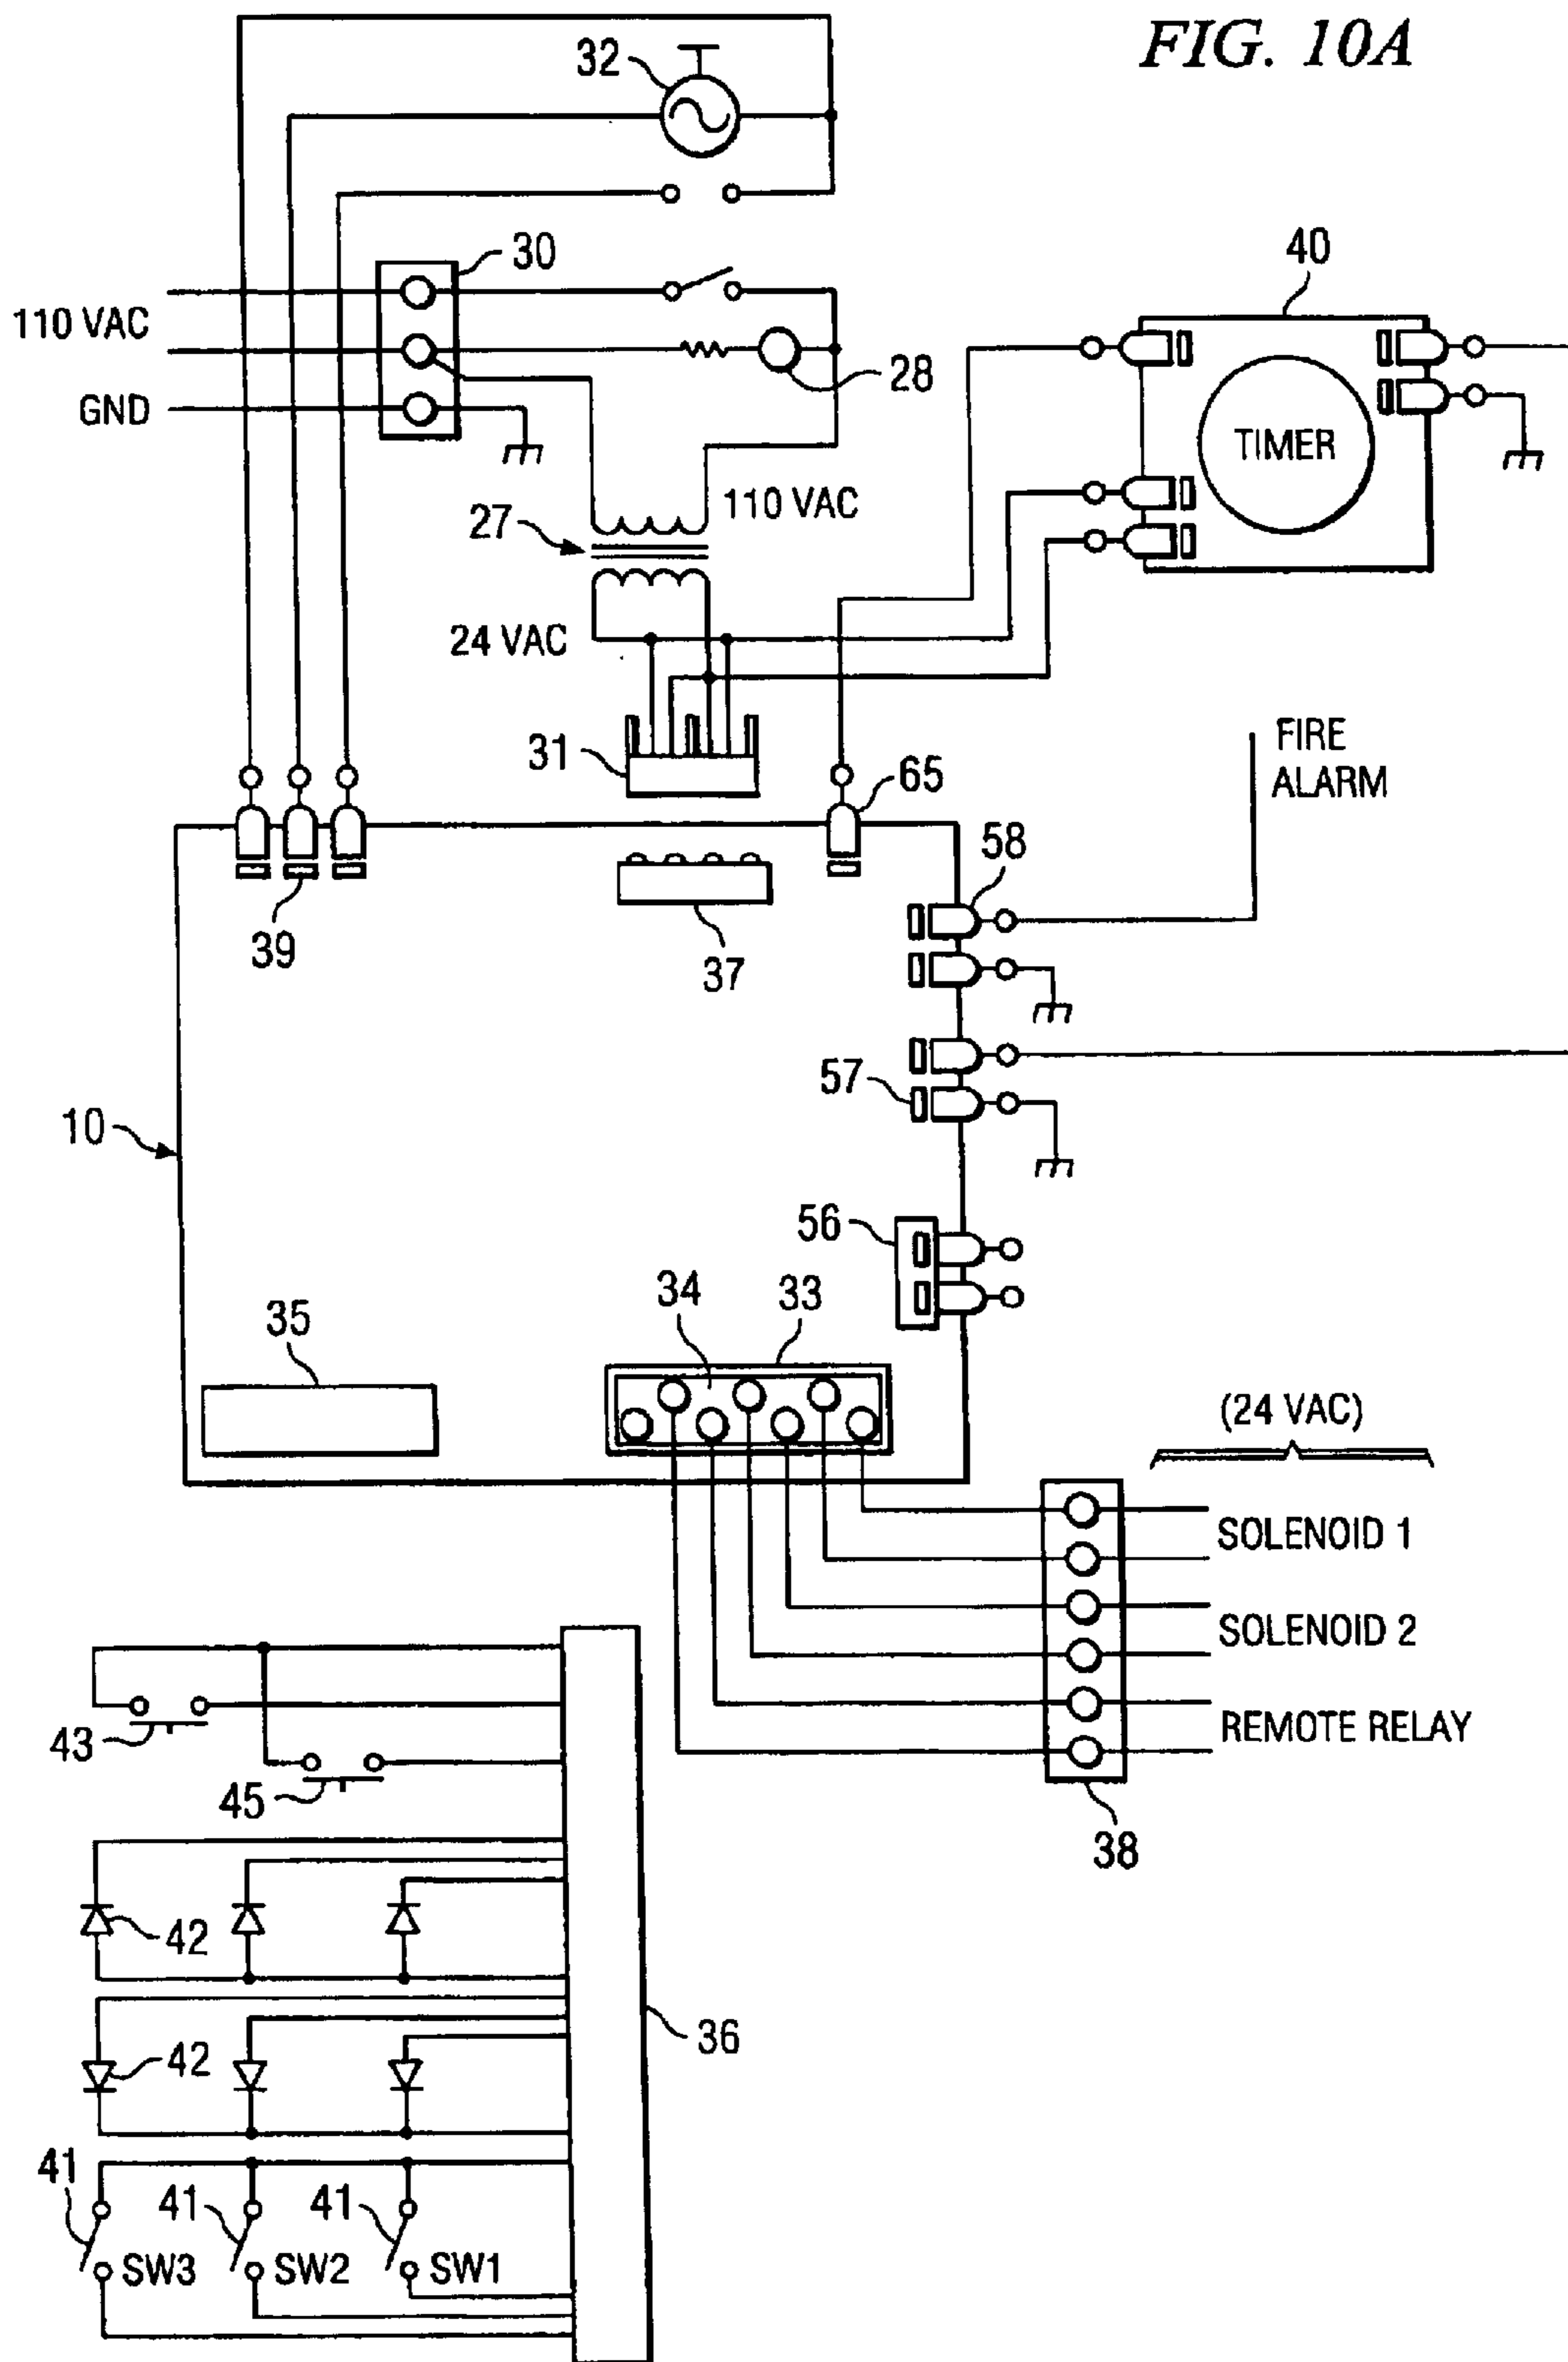 FIG. 10A
32
30
40
110 VAC
28
GND
TIMER
110 VAC
27
24 VAC
FIRE
ALARM
31
65
58
39
37
57
10
56
34
33
35
(24 VAC)
SOLENOID 1
SOLENOID 2
43
REMOTE RELAY
45
38
42
36
42
41
41
41
SW3
SW2
SW1